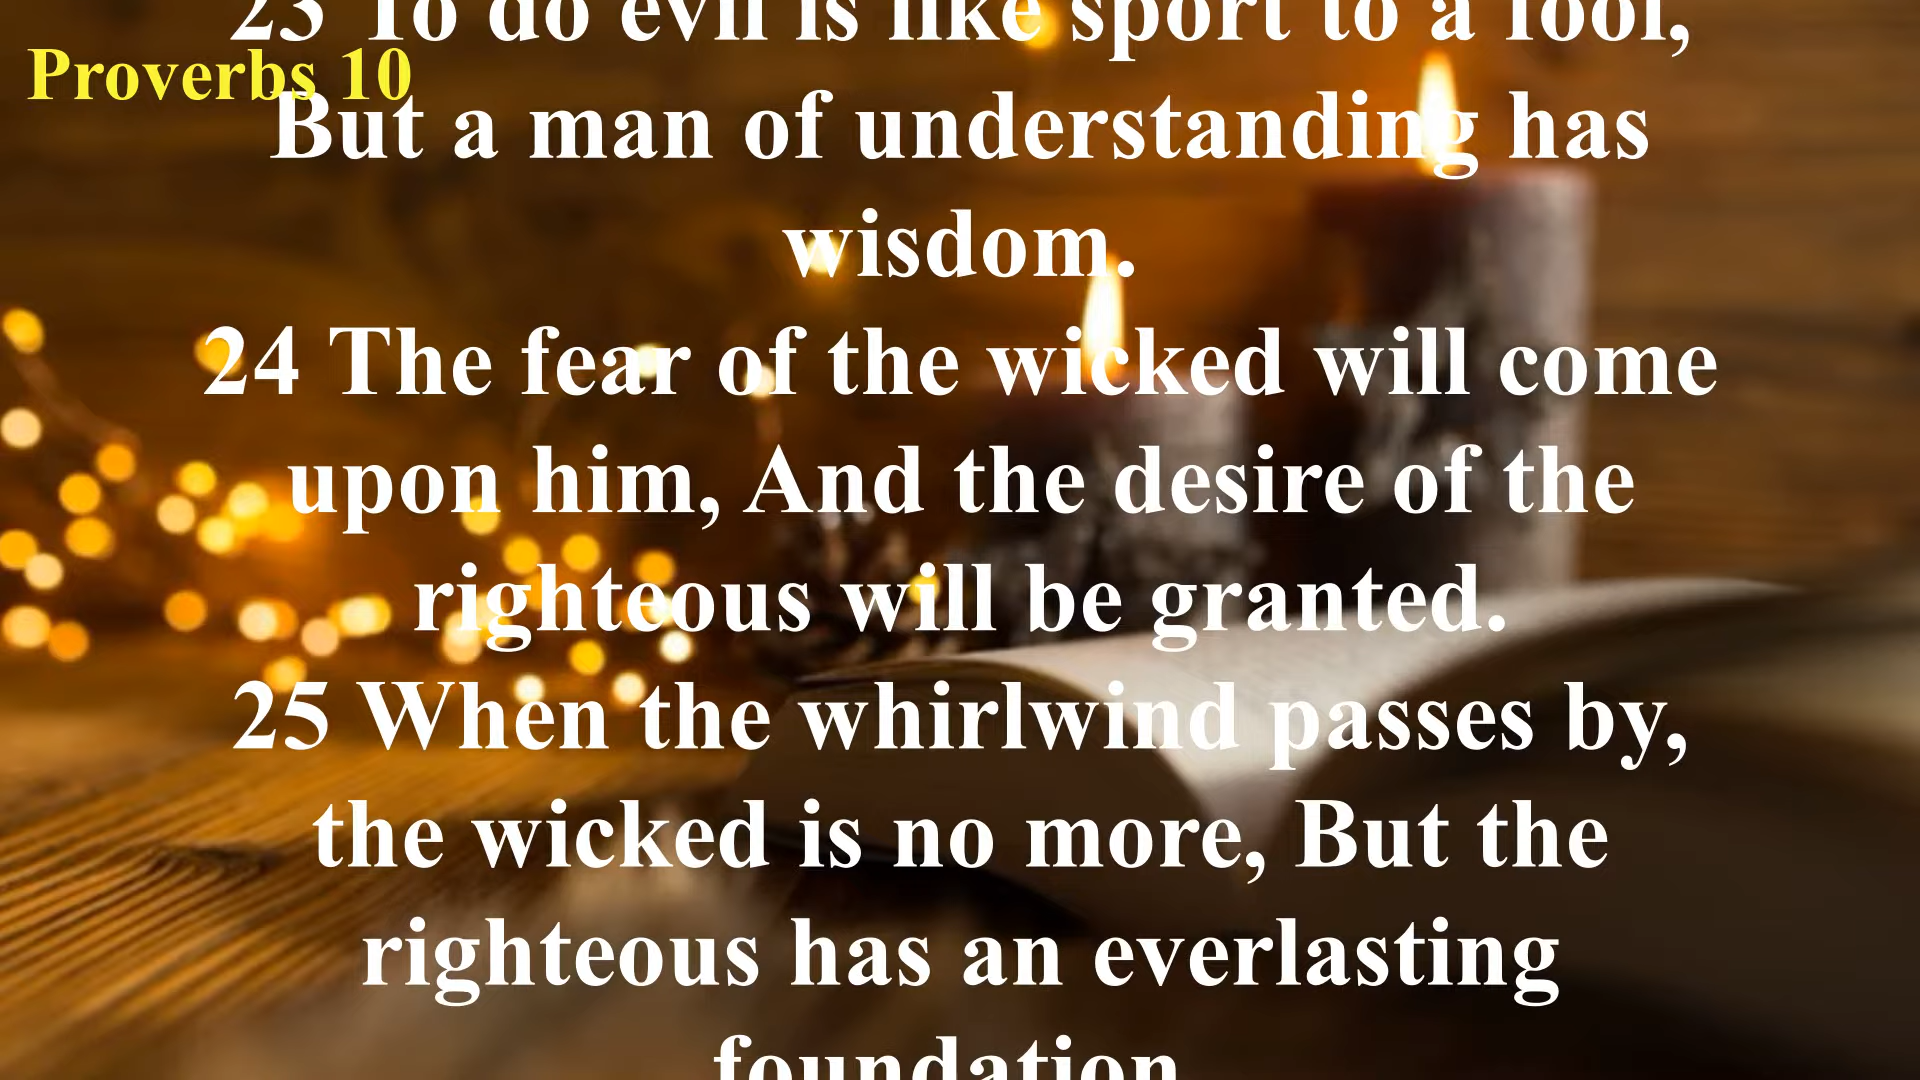 23 To do evil is like sport to a fool,
Proverbs 10
But a man of understanding has
wisdom.
24 The fear of the wicked will come
upon him, And the desire of the
righteous will be granted.
25 When the whirlwind passes by,
the wicked is no more, But the
righteous has an everlasting
foundation